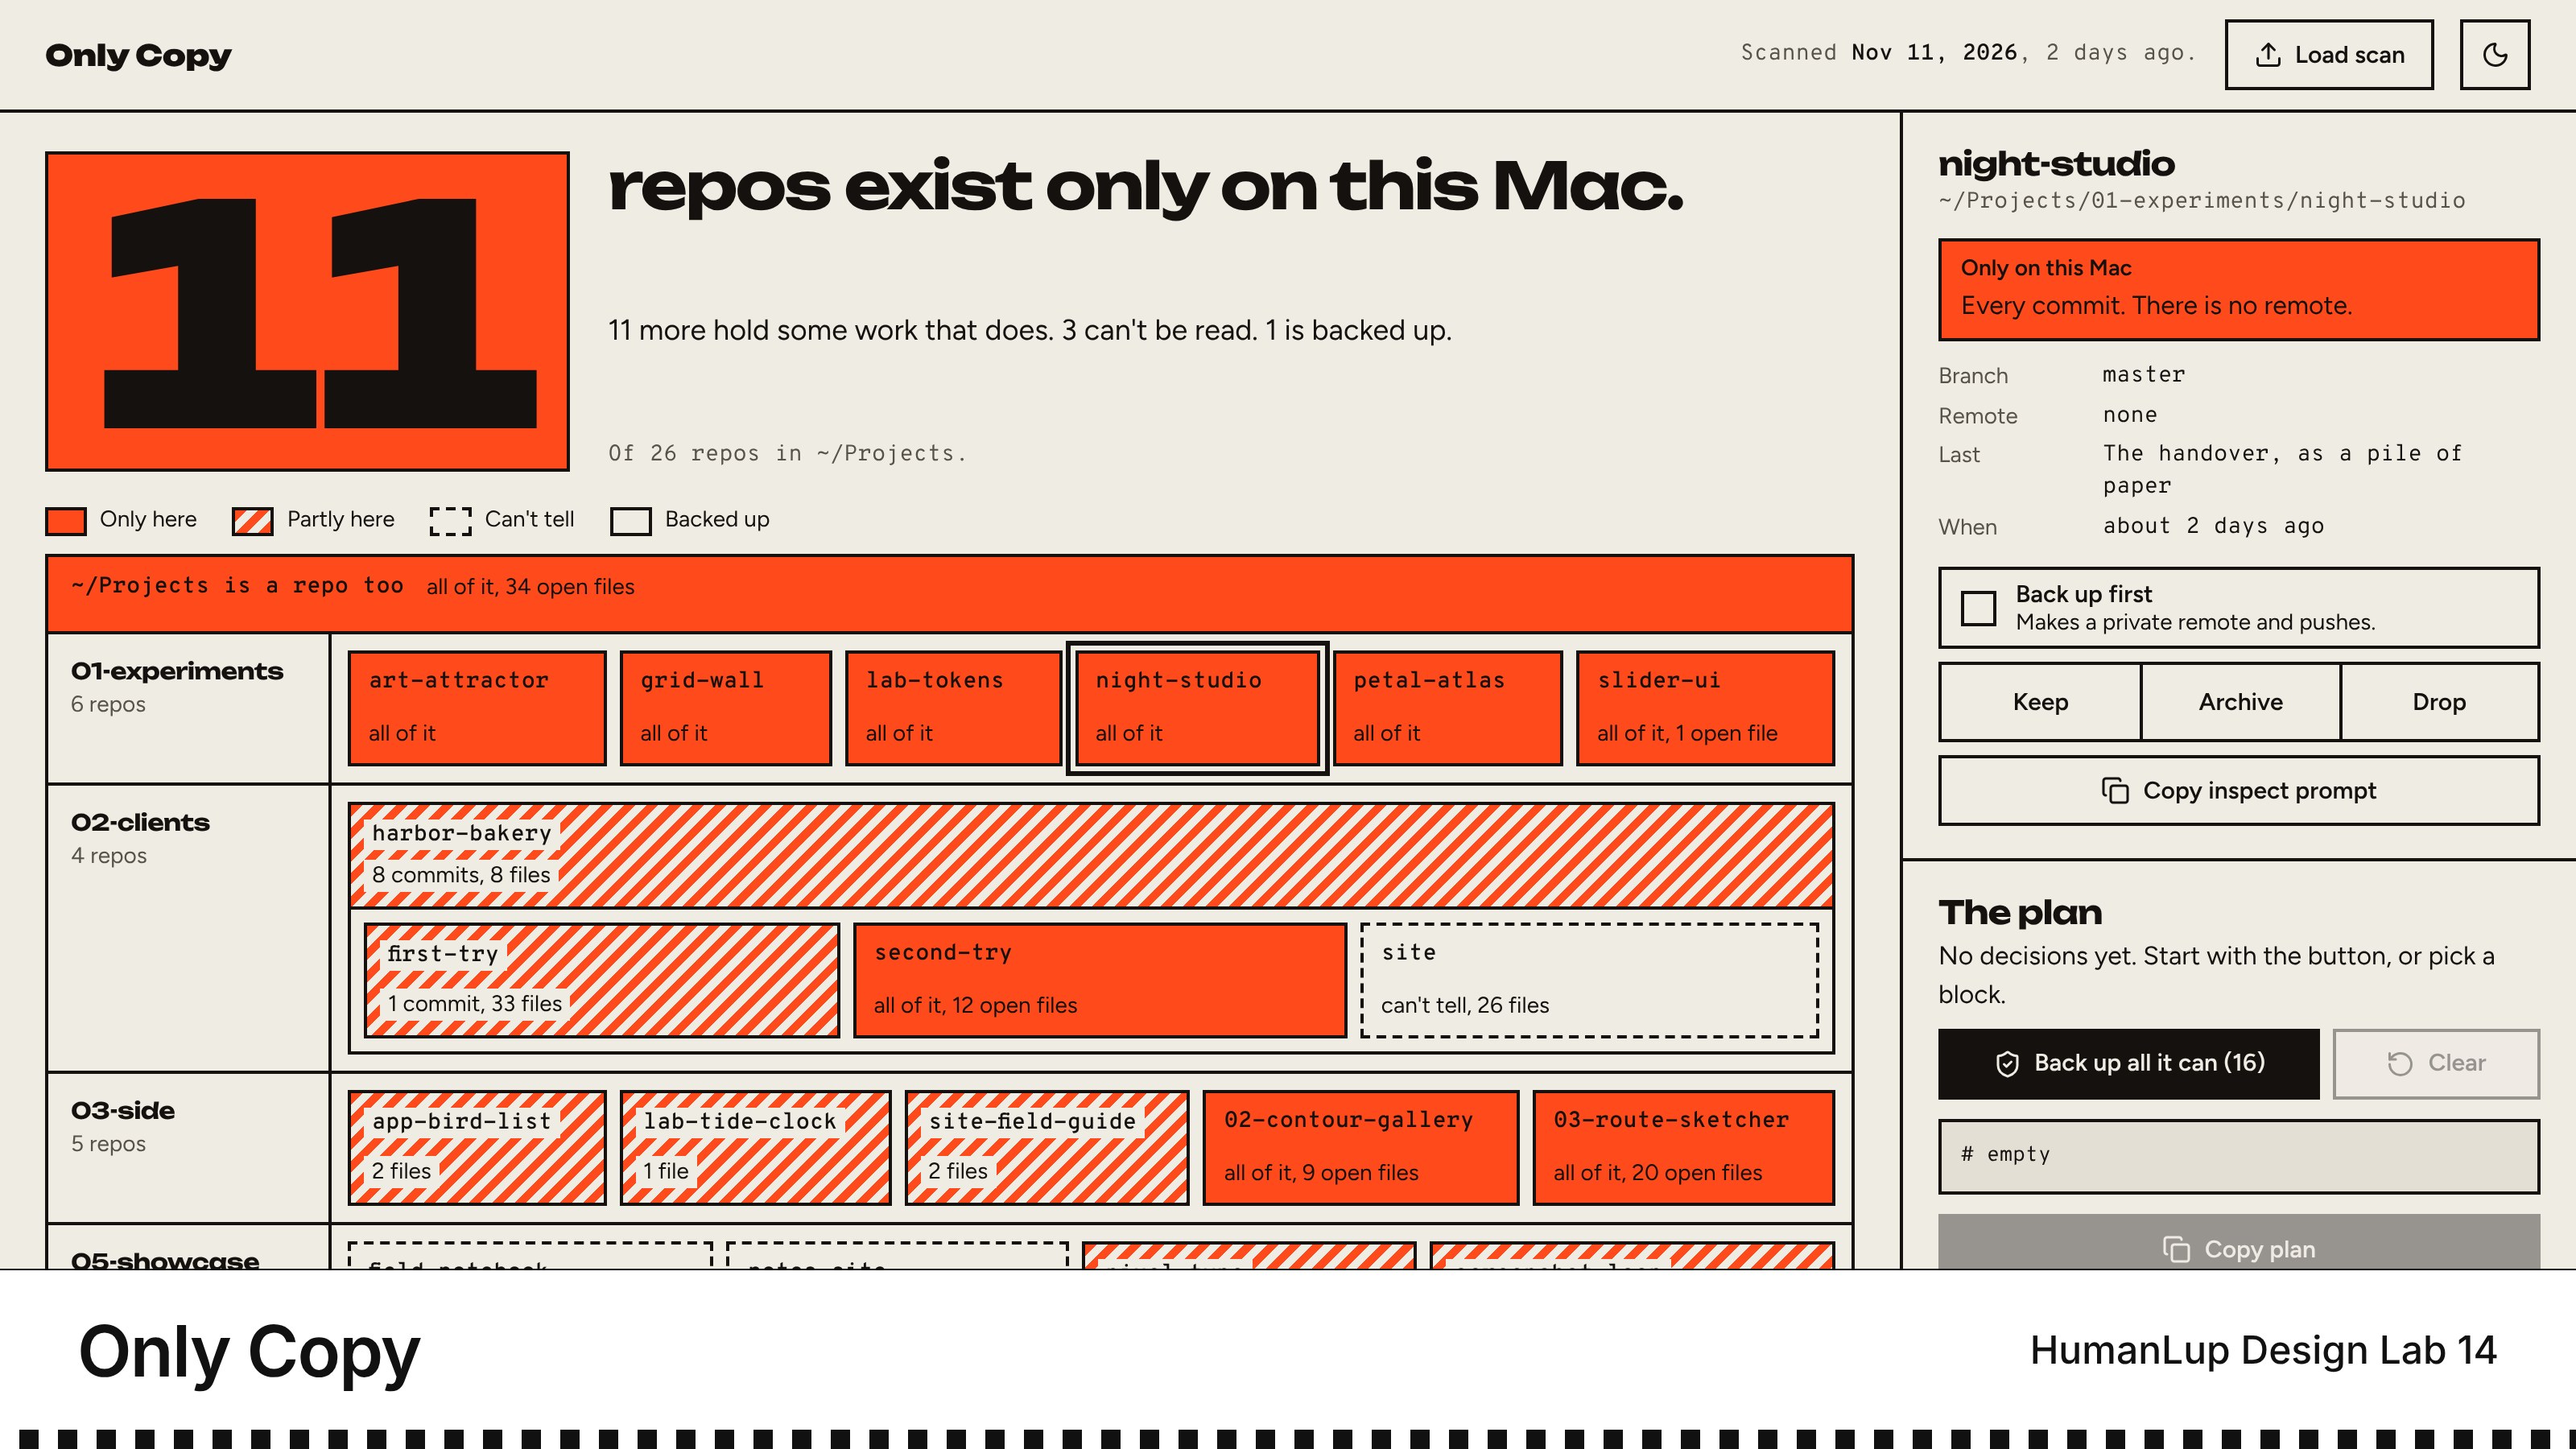 Only Copy
Scanned Nov 11, 2026, 2 days ago.
Load scan
11
repos exist only on this Mac.
11 more hold some work that does. 3 can't be read. 1 is backed up.
Of 26 repos in ~/Projects.
Only here
Partly here
Can't tell
Backed up
~/Projects is a repo too all of it, 34 open files
01-experiments
6 repos
art-attractor
all of it
grid-wall
all of it
lab-tokens
all of it
night-studio
all of it
petal-atlas
all of it
slider-ui
all of it, 1 open file
02-clients
4 repos
harbor-bakery
8 commits, 8 files
first-try
1 commit, 33 files
second-try
all of it, 12 open files
site
can't tell, 26 files
03-side
5 repos
app-bird-list
2 files
lab-tide-clock
1 file
site-field-guide
2 files
02-contour-gallery
all of it, 9 open files
03-route-sketcher
all of it, 20 open files
05-showcase
night-studio
~/Projects/01-experiments/night-studio
Only on this Mac
Every commit. There is no remote.
Branch master
Remote none
Last The handover, as a pile of
paper
When about 2 days ago
Back up first
Makes a private remote and pushes.
Keep
Archive
Drop
Copy inspect prompt
The plan
No decisions yet. Start with the button, or pick a
block.
Back up all it can (16)
Clear
# empty
Copy plan
Only Copy
HumanLup Design Lab 14